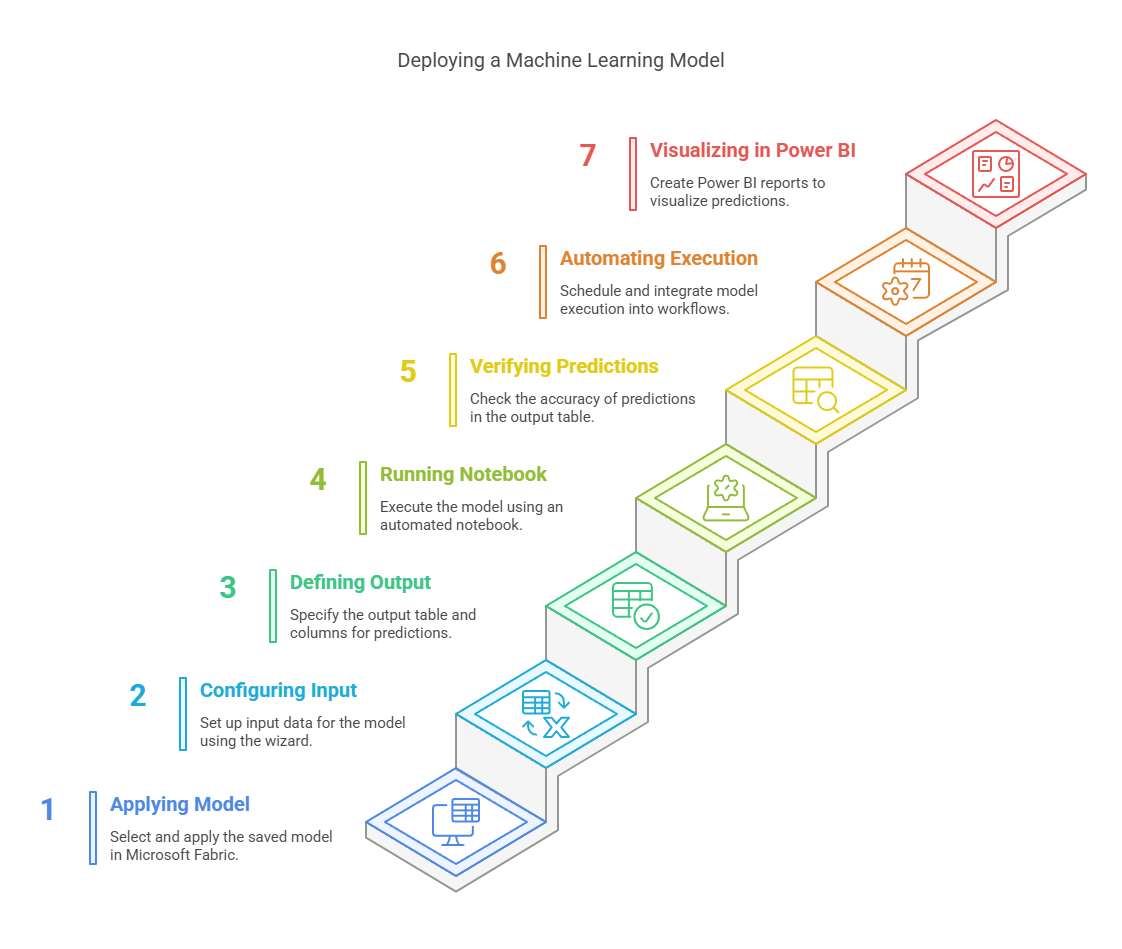 Deploying a Machine Learning Model
7
Visualizing in Power BI
Create Power BI reports to
visualize predictions.
6
Automating Execution
Schedule and integrate model
execution into workflows.
7
5
Verifying Predictions
Check the accuracy of predictions
in the output table.
4
Running Notebook
Execute the model using an
automated notebook.
3
Defining Output
Specify the output table and
columns for predictions.
2
Configuring Input
Set up input data for the model
using the wizard.
X
1
Applying Model
Select and apply the saved model
in Microsoft Fabric.